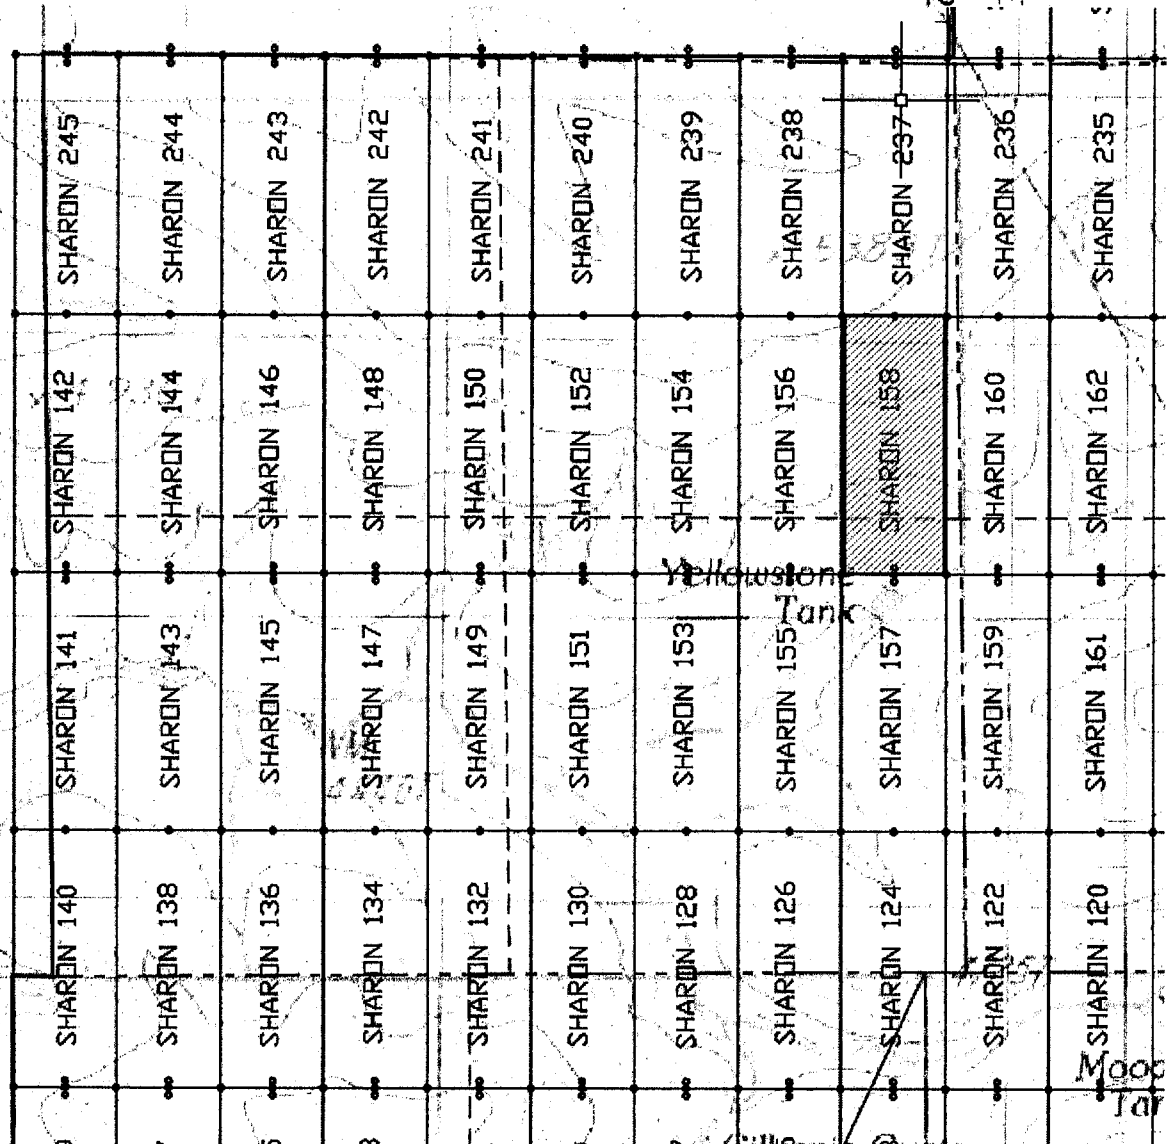 SHARON 245
SHARON 244
SHARON 243
SHARON 242
SHARON 241
SHARON 240
SHARON 239
SHARON 238
SHARON 237
SHARON 236
SHARON 235
SHARON 142
SHARON 144
SHARON 146
SHARON 148
SHARON 150
SHARON 152
SHARON 154
SHARON 156
SHARON 158
SHARON 160
SHARON 162
Yellowstone
Tank
SHARON 141
SHARON 143
SHARON 145
SHARON 147
SHARON 149
SHARON 151
SHARON 153
SHARON 155
SHARON 157
SHARON 159
SHARON 161
SHARON 140
SHARON 138
SHARON 136
SHARON 134
SHARON 132
SHARON 130
SHARON 128
SHARON 126
SHARON 124
SHARON 122
SHARON 120